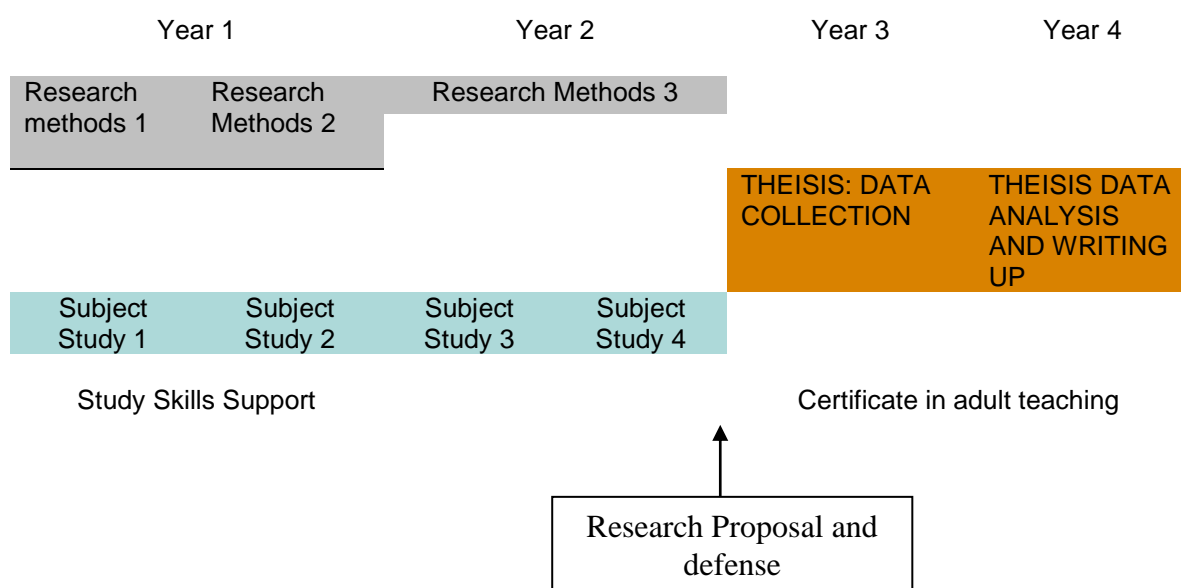 Year 1 Year 2 Year 3 Year 4
Research methods 1
Research Methods 2
Research Methods 3
THEISIS: DATA
COLLECTION
THEISIS DATA
ANALYSIS
AND WRITING
UP
Subject
Study 1
Subject
Study 2
Subject
Study 3
Subject
Study 4
Study Skills Support
Certificate in adult teaching
Research Proposal and
defense